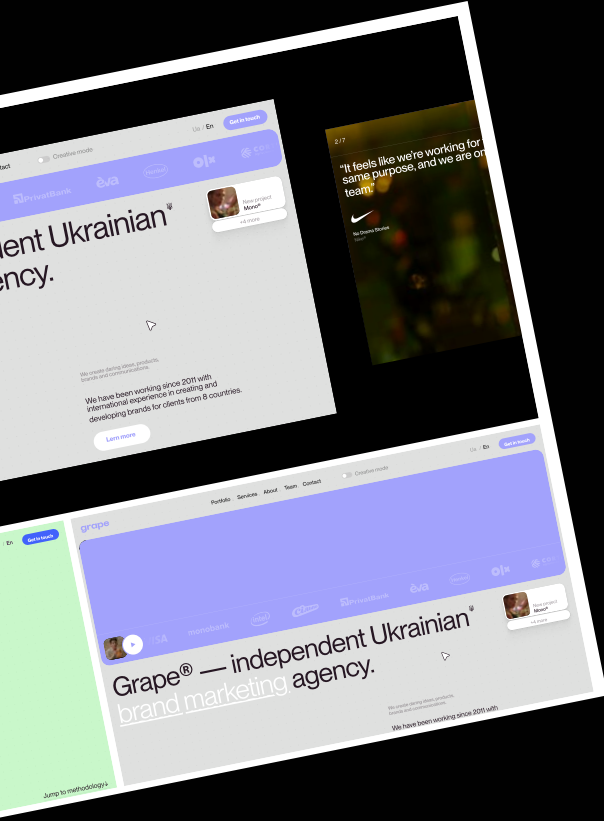 tact
Creative mode
Ua / En
Get in touch
PrivatBank
ēva
Henkel
olx
dent Ukrainian
ency.
New project
Mono®
+4 more
We create daring ideas, products,
brands and communications.
We have been working since 2011 with
international experience in creating and
developing brands for clients from 8 countries.
Lern more
2 / 7
“It feels like we’re working for
same purpose, and we are on
team.”
No Drama Stories
/ En
Get in touch
Jump to methodology↓
grape
Portfolio
Services
About
Team
Contact
Creative mode
Ua / En
Get in touch
monobank
PrivatBank
ēva
Henkel
olx
Grape® — independent Ukrainian
brand marketing agency.
New project
Mono®
+4 more
We create daring ideas, products,
brands and communications.
We have been working since 2011 with